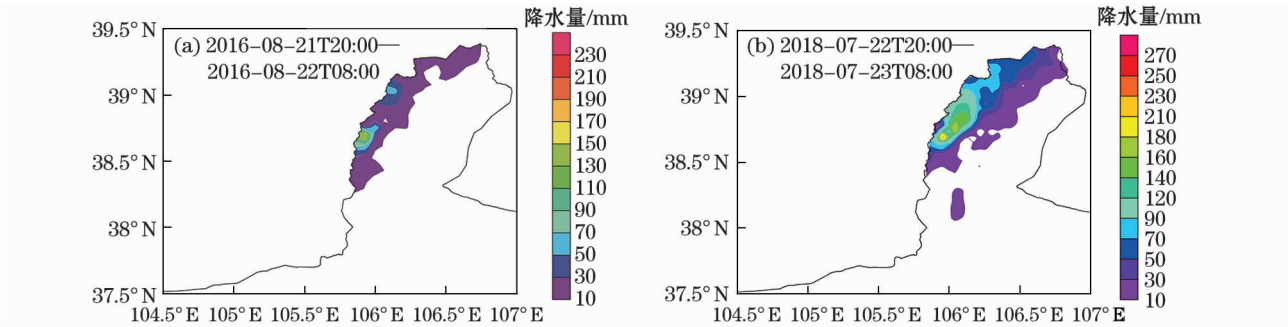 降水量/mm
39.5°N
(a) 2016-08-21T20:00—
2016-08-22T08:00
230
210
39°N
190
170
150
38.5°N
130
110
90
38°N
70
50
30
37.5°N
10
104.5°E 105°E 105.5°E 106°E 106.5°E 107°E
降水量/mm
39.5°N
(b) 2018-07-22T20:00—
2018-07-23T08:00
270
250
39°N
230
210
180
38.5°N
160
140
120
38°N
90
70
50
30
37.5°N
10
104.5°E 105°E 105.5°E 106°E 106.5°E 107°E